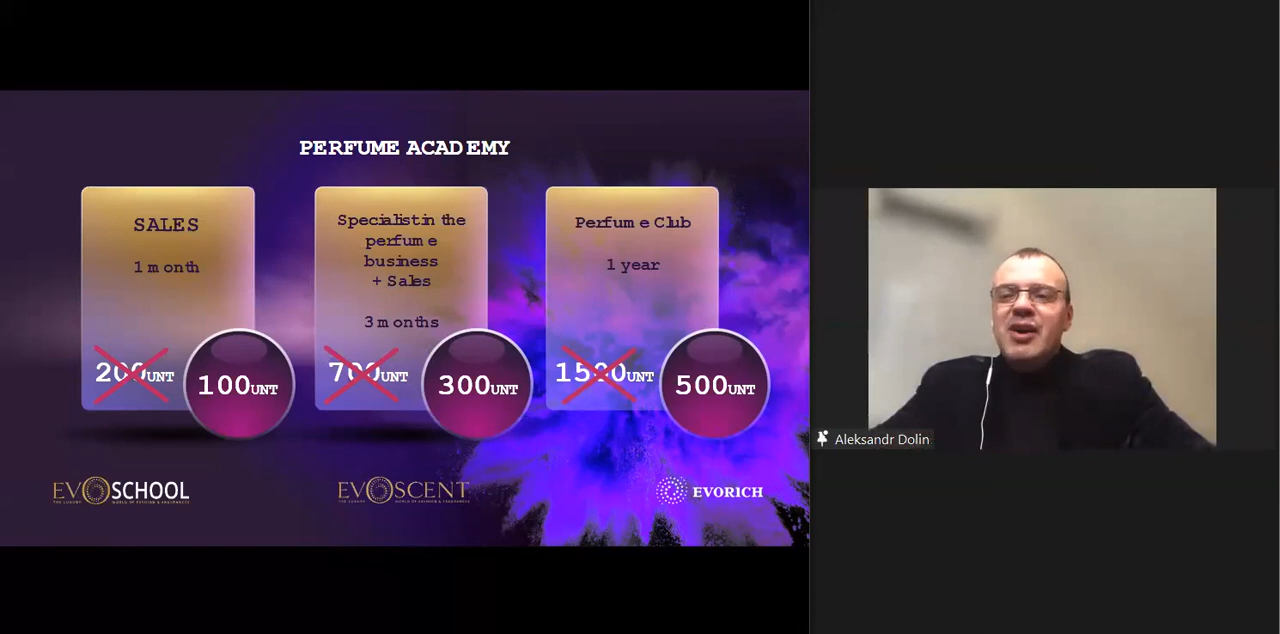 PERFUME ACADEMY
SALES
1 month
200UNT
100UNT
Specialist in the
perfume
business
+ Sales
3 months
700UNT
300UNT
Perfume Club
1 year
1500UNT
500UNT
EVOSCHOOL
EVOSCENT
EVORICH
Aleksandr Dolin